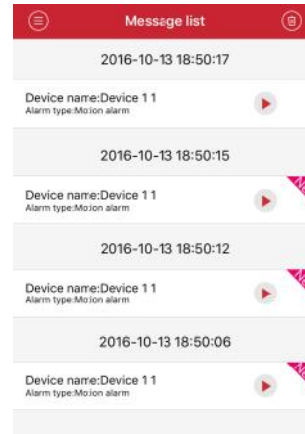 Message list
2016-10-13 18:50:17
Device name:Device 1 1
Alarm type:Motion alarm
2016-10-13 18:50:15
Device name:Device 1 1
Alarm type:Motion alarm
2016-10-13 18:50:12
Device name:Device 1 1
Alarm type:Motion alarm
2016-10-13 18:50:06
Device name:Device 1 1
Alarm type:Motion alarm